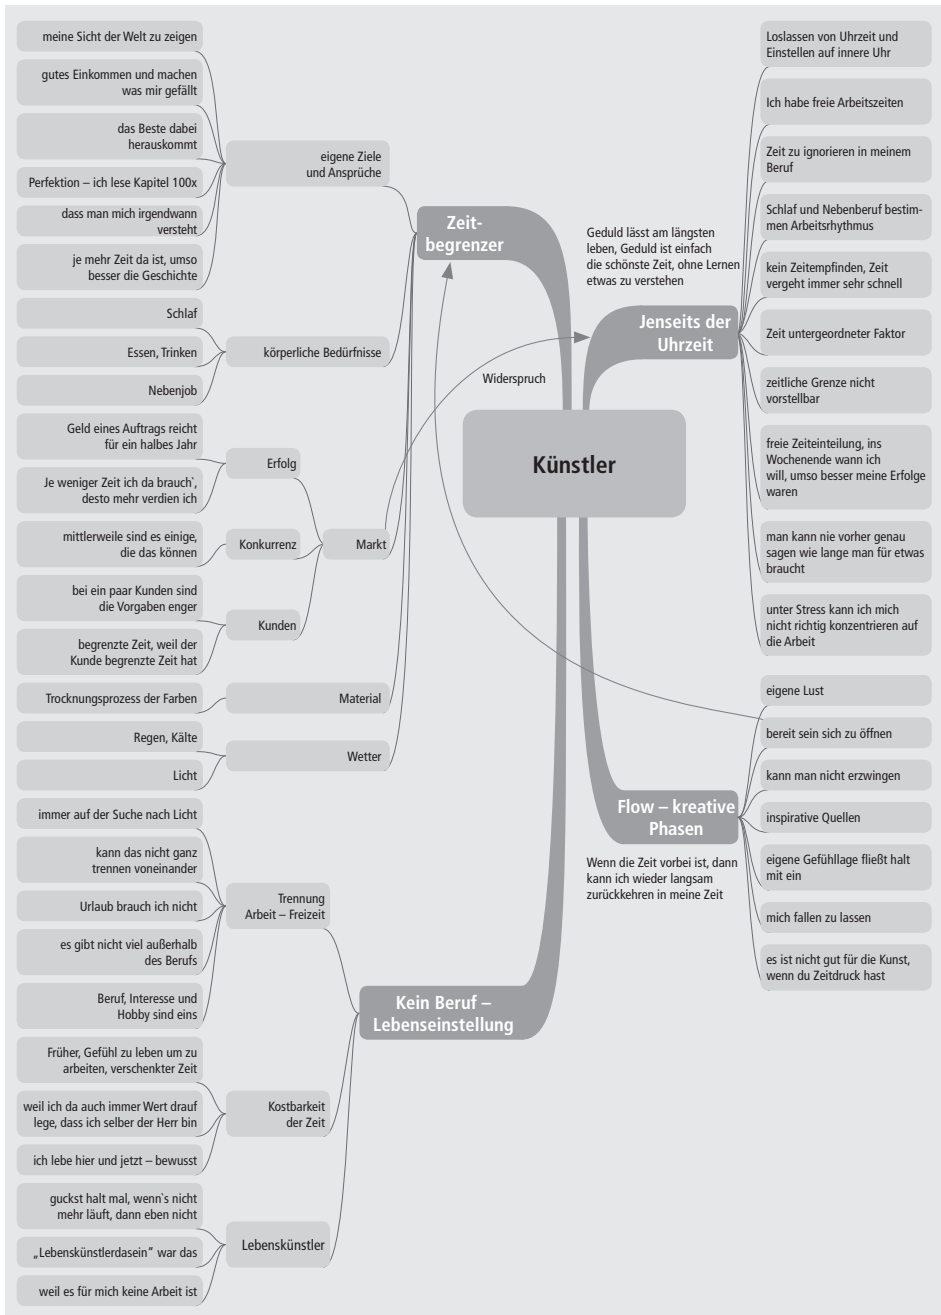 meine Sicht der Welt zu zeigen
gutes Einkommen und machen
was mir gefällt
das Beste dabei
herauskommt
Perfektion – ich lese Kapitel 100x
dass man mich irgendwann
versteht
je mehr Zeit da ist, umso
besser die Geschichte
eigene Ziele
und Ansprüche
Schlaf
Essen, Trinken
Nebenjob
körperliche Bedürfnisse
Geld eines Auftrags reicht
für ein halbes Jahr
Je weniger Zeit ich da brauch`,
desto mehr verdien ich
Erfolg
mittlerweile sind es einige,
die das können
Konkurrenz
bei ein paar Kunden sind
die Vorgaben enger
begrenzte Zeit, weil der
Kunde begrenzte Zeit hat
Kunden
Markt
Trocknungsprozess der Farben
Material
Regen, Kälte
Licht
Wetter
Zeit-
begrenzer
immer auf der Suche nach Licht
kann das nicht ganz
trennen voneinander
Urlaub brauch ich nicht
es gibt nicht viel außerhalb
des Berufs
Beruf, Interesse und
Hobby sind eins
Trennung
Arbeit – Freizeit
Früher, Gefühl zu leben um zu
arbeiten, verschenkter Zeit
weil ich da auch immer Wert drauf
lege, dass ich selber der Herr bin
ich lebe hier und jetzt – bewusst
Kostbarkeit
der Zeit
guckst halt mal, wenn`s nicht
mehr läuft, dann eben nicht
„Lebenskünstlerdasein“ war das
weil es für mich keine Arbeit ist
Lebenskünstler
Kein Beruf –
Lebenseinstellung
Künstler
Widerspruch
Geduld lässt am längsten
leben, Geduld ist einfach
die schönste Zeit, ohne Lernen
etwas zu verstehen
Jenseits der
Uhrzeit
Loslassen von Uhrzeit und
Einstellen auf innere Uhr
Ich habe freie Arbeitszeiten
Zeit zu ignorieren in meinem
Beruf
Schlaf und Nebenberuf bestim-
men Arbeitsrhythmus
kein Zeitempfinden, Zeit
vergeht immer sehr schnell
Zeit untergeordneter Faktor
zeitliche Grenze nicht
vorstellbar
freie Zeiteinteilung, ins
Wochenende wann ich
will, umso besser meine Erfolge
waren
man kann nie vorher genau
sagen wie lange man für etwas
braucht
unter Stress kann ich mich
nicht richtig konzentrieren auf
die Arbeit
Flow – kreative
Phasen
Wenn die Zeit vorbei ist, dann
kann ich wieder langsam
zurückkehren in meine Zeit
eigene Lust
bereit sein sich zu öffnen
kann man nicht erzwingen
inspirative Quellen
eigene Gefühllage fließt halt
mit ein
mich fallen zu lassen
es ist nicht gut für die Kunst,
wenn du Zeitdruck hast